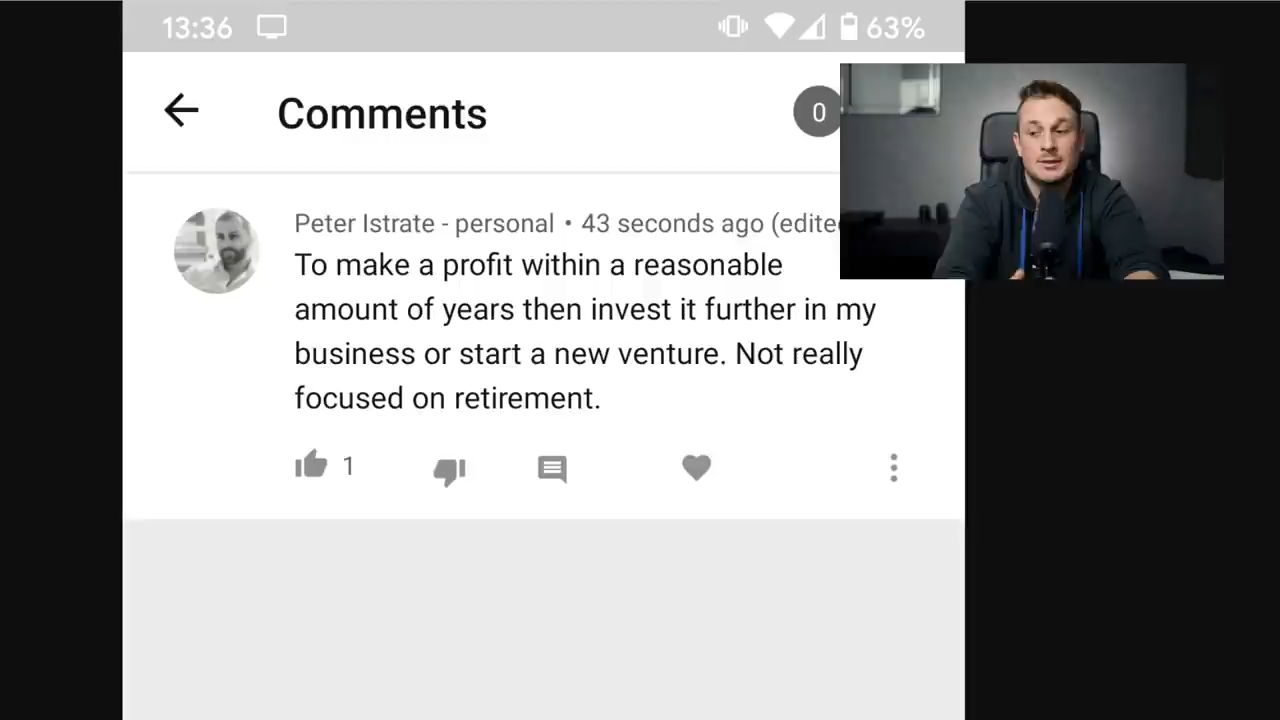 13:36 63%
Comments 0
Peter Istrate - personal • 43 seconds ago (edite
To make a profit within a reasonable
amount of years then invest it further in my
business or start a new venture. Not really
focused on retirement.
1